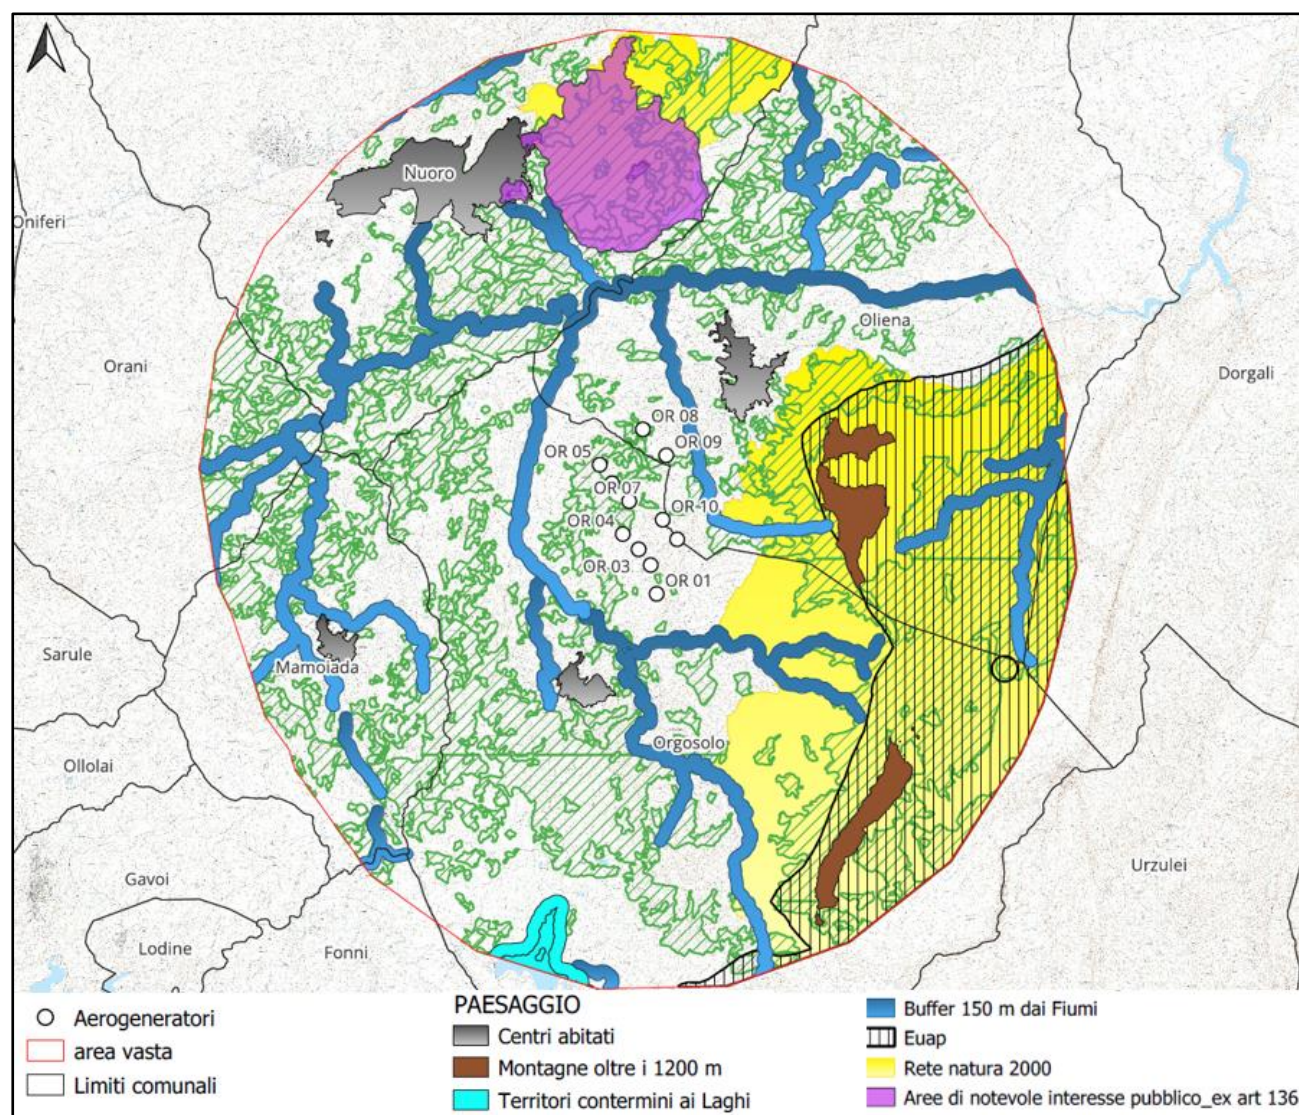 Nuoro
Oniferi
Oliena
Orani
Dorgali
OR 08
OR 09
OR 05
OR 07
OR 10
OR 04
OR 03
OR 01
Sarule
Mamoiada
Orgosolo
Ollolai
Urzulei
Gavoi
Lodine
Fonni
Aerogeneratori
area vasta
Limiti comunali
PAESAGGIO
Centri abitati
Montagne oltre i 1200 m
Territori contermini ai Laghi
Buffer 150 m dai Fiumi
Euap
Rete natura 2000
Aree di notevole interesse pubblico_ex art 136